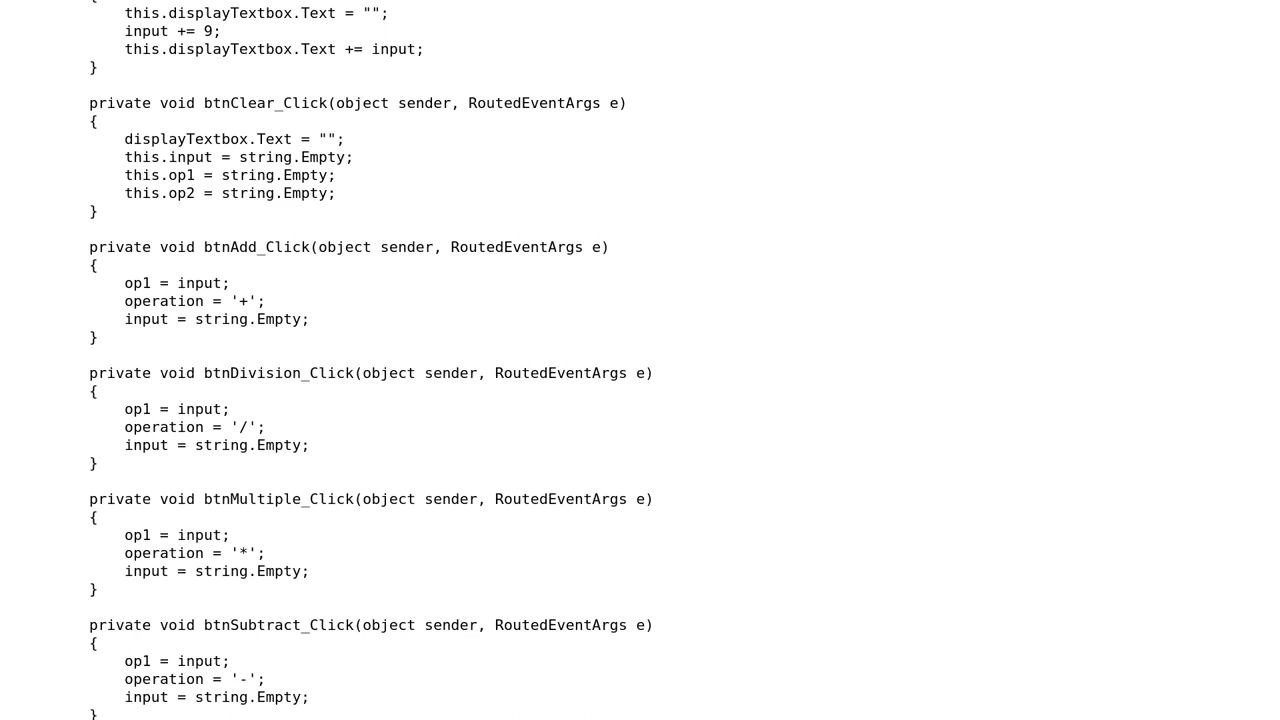 {
this.displayTextbox.Text = "";
input += 9;
this.displayTextbox.Text += input;
}
private void btnClear_Click(object sender, RoutedEventArgs e)
{
displayTextbox.Text = "";
this.input = string.Empty;
this.op1 = string.Empty;
this.op2 = string.Empty;
}
private void btnAdd_Click(object sender, RoutedEventArgs e)
{
op1 = input;
operation = '+';
input = string.Empty;
}
private void btnDivision_Click(object sender, RoutedEventArgs e)
{
op1 = input;
operation = '/';
input = string.Empty;
}
private void btnMultiple_Click(object sender, RoutedEventArgs e)
{
op1 = input;
operation = '*';
input = string.Empty;
}
private void btnSubtract_Click(object sender, RoutedEventArgs e)
{
op1 = input;
operation = '-';
input = string.Empty;
}